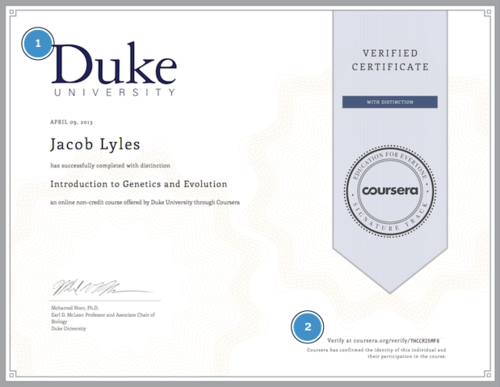 1
Duke
UNIVERSITY
VERIFIED
CERTIFICATE
WITH DISTINCTION
APRIL 09, 2013
Jacob Lyles
has successfully completed with distinction
Introduction to Genetics and Evolution
an online non-credit course offered by Duke University through Coursera
EDUCATION FOR EVERYONE
coursera
SIGNATURE TRACK
Mohamed Noor, Ph.D.
Earl D. McLean Professor and Associate Chair of
Biology
Duke University
2
Verify at coursera.org/verify/
Coursera has confirmed the identity of this individual and
their participation in the course.